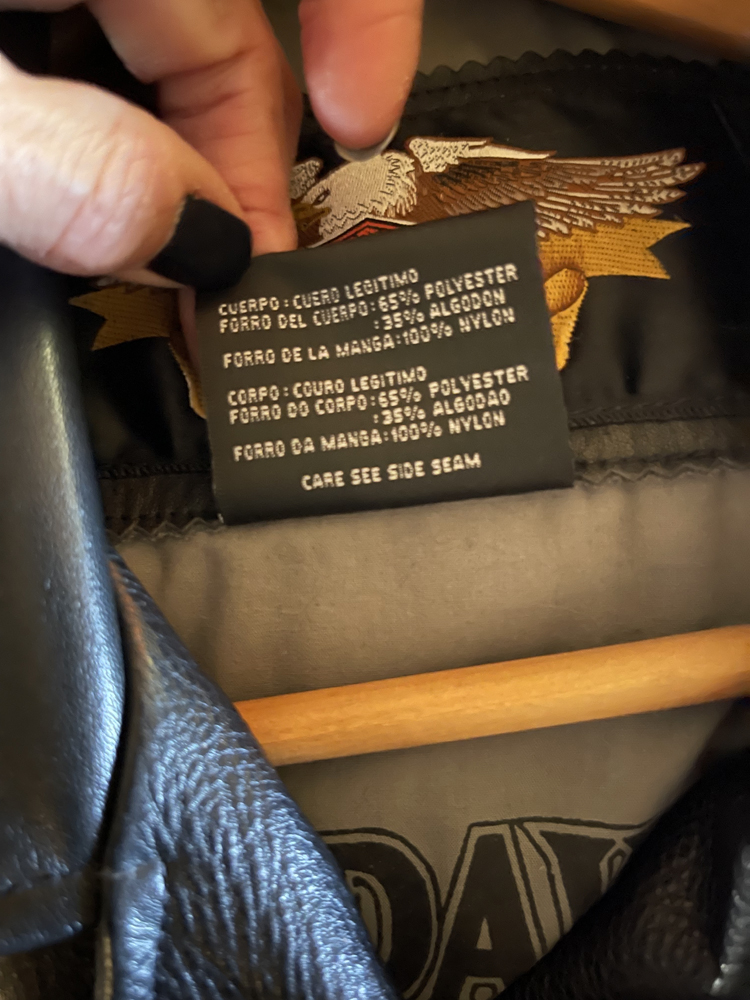 CUERPO : CUERO LEGITIMO
FORRO DEL CUERPO : 65% POLYESTER
: 35% ALGODON
FORRO DE LA MANGA : 100% NYLON
CORPO : COURO LEGITIMO
FORRO DO CORPO : 65% POLYESTER
: 35% ALGODAO
FORRO DA MANGA : 100% NYLON
CARE SEE SIDE SEAM